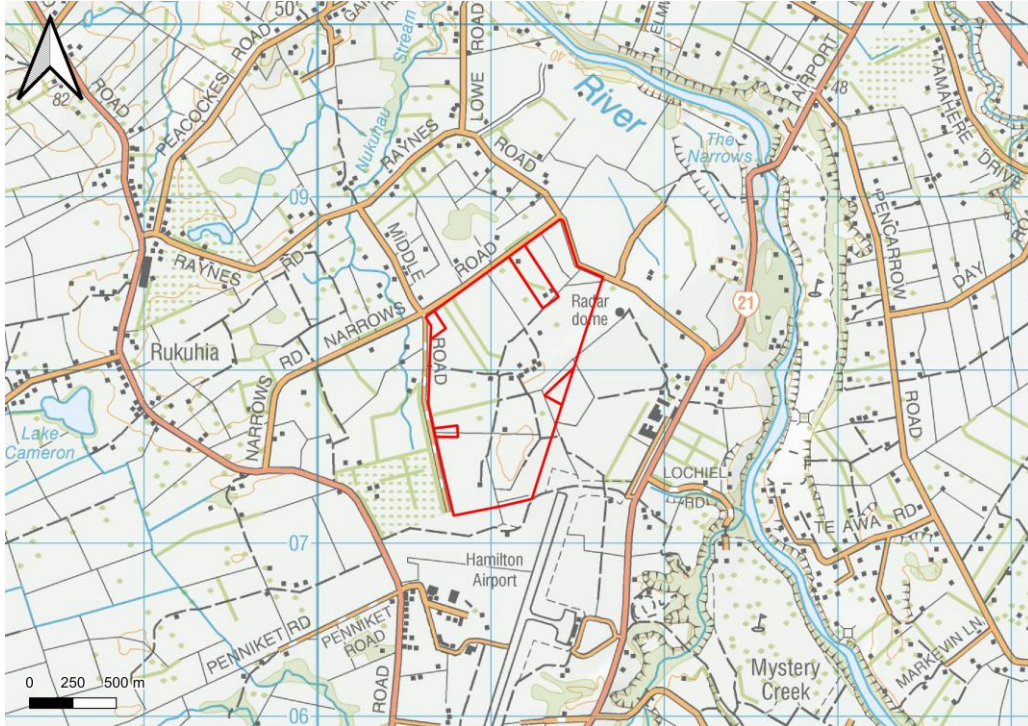 50
ROAD
82
PEACOCKES ROAD
Nukuhau
Stream
LOWE
ROAD
RAYNES
ROAD
River
40
AIRPORT
48
TAMAHERE
DRIVE
The
Narrows
09
RAYNES
RD
MIDDLE
ROAD
ROAD
NARROWS
RD
NARROWS
Rukuhia
Radar
dome
21
PENCARROW
ROAD
DAY
Lake
Cameron
LOCHIEL
RD
TE AWA RD
07
Hamilton
Airport
PENNIKET RD
PENNIKET
ROAD
ROAD
MARKEVIN LN
Mystery
Creek
0 250 500 m
06